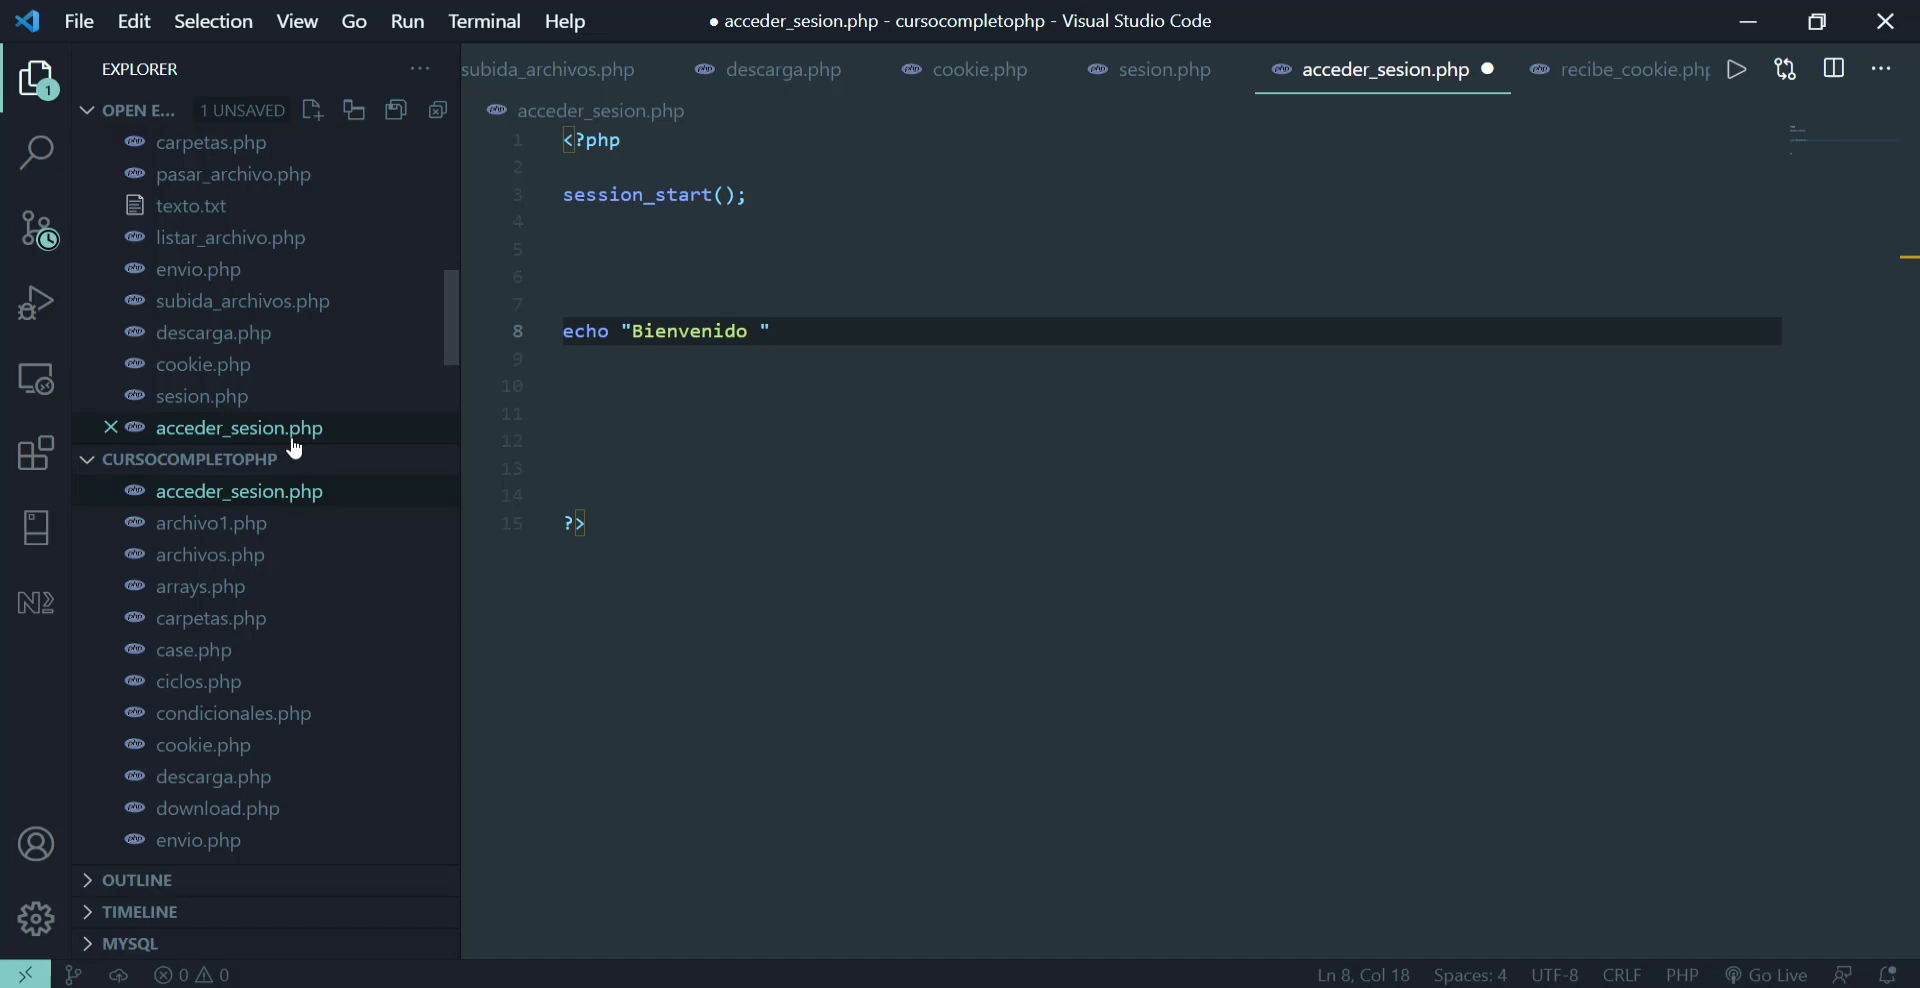 File Edit Selection View Go Run Terminal Help
● acceder_sesion.php - cursocompletophp - Visual Studio Code
EXPLORER
OPEN E... 1 UNSAVED
carpetas.php
pasar_archivo.php
texto.txt
listar_archivo.php
envio.php
subida_archivos.php
descarga.php
cookie.php
sesion.php
acceder_sesion.php
CURSOCOMPLETOPHP
acceder_sesion.php
archivo1.php
archivos.php
arrays.php
carpetas.php
case.php
ciclos.php
condicionales.php
cookie.php
descarga.php
download.php
envio.php
OUTLINE
TIMELINE
MYSQL
subida_archivos.php descarga.php cookie.php sesion.php acceder_sesion.php recibe_cookie.php
acceder_sesion.php
1 <?php
2
3 session_start();
4
5
6
7
8 echo "Bienvenido "
9
10
11
12
13
14
15 ?>
0 0
Ln 8, Col 18 Spaces: 4 UTF-8 CRLF PHP Go Live